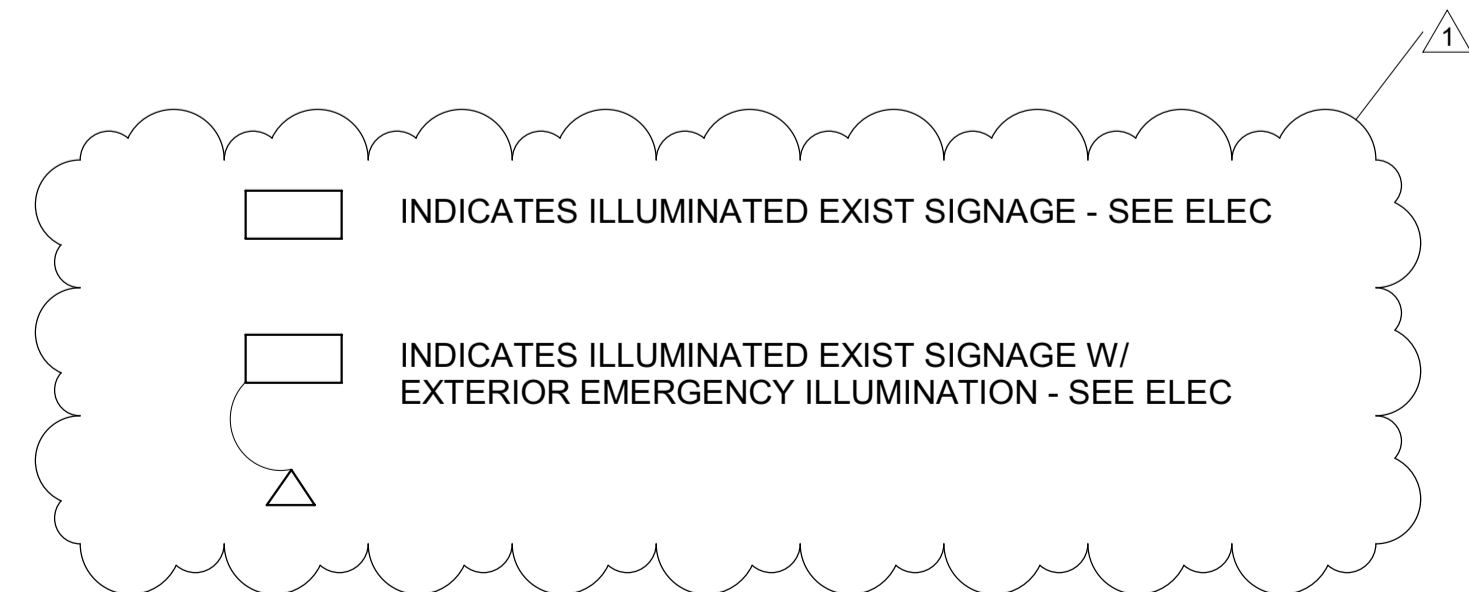 1
INDICATES ILLUMINATED EXIST SIGNAGE - SEE ELEC
INDICATES ILLUMINATED EXIST SIGNAGE W/
EXTERIOR EMERGENCY ILLUMINATION - SEE ELEC